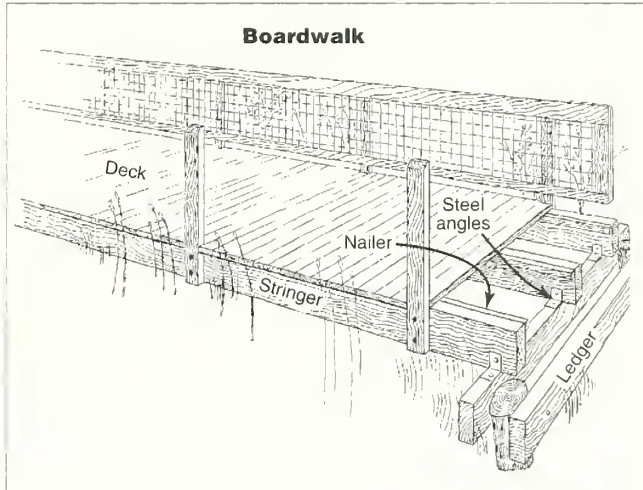 Boardwalk
Deck
Steel
angles
Nailer
Stringer
Ledger